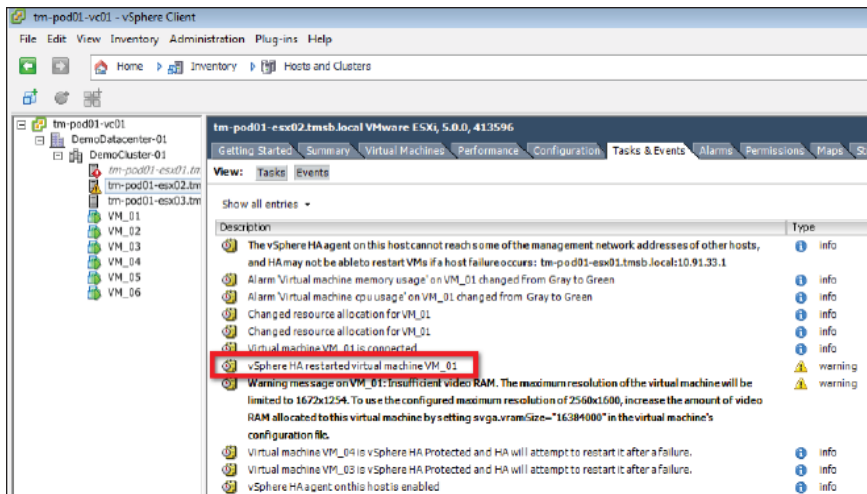 tm-pod01-vc01 - vSphere Client
File Edit View Inventory Administration Plug-ins Help
Home Inventory Hosts and Clusters
tm-pod01-vc01
DemoDatacenter-01
DemoCluster-01
tm-pod01-esx01.tm
tm-pod01-esx02.tm
tm-pod01-esx03.tm
VM_01
VM_02
VM_03
VM_04
VM_05
VM_06
tm-pod01-esx02.tmsb.local VMware ESXi, 5.0.0, 413596
Getting Started Summary Virtual Machines Performance Configuration Tasks & Events Alarms Permissions Maps
View: Tasks Events
Show all entries
Description Type
The vSphere HA agent on this host cannot reach some of the management network addresses of other hosts, info
and HA may not be able to restart VMs if a host failure occurs: tm-pod01-esx01.tmsb.local:10.91.33.1
Alarm 'Virtual machine memory usage' on VM_01 changed from Gray to Green info
Alarm 'Virtual machine cpu usage' on VM_01 changed from Gray to Green info
Changed resource allocation for VM_01 info
Changed resource allocation for VM_01 info
Virtual machine VM_01 is connected info
vSphere HA restarted virtual machine VM_01 warning
Warning message on VM_01: Insufficient video RAM. The maximum resolution of the virtual machine will be warning
limited to 1672x1254. To use the configured maximum resolution of 2560x1600, increase the amount of video
RAM allocated to this virtual machine by setting svga.vramSize="16384000" in the virtual machine's
configuration file.
Virtual machine VM_04 is vSphere HA Protected and HA will attempt to restart it after a failure. info
Virtual machine VM_03 is vSphere HA Protected and HA will attempt to restart it after a failure. info
vSphere HA agent on this host is enabled info